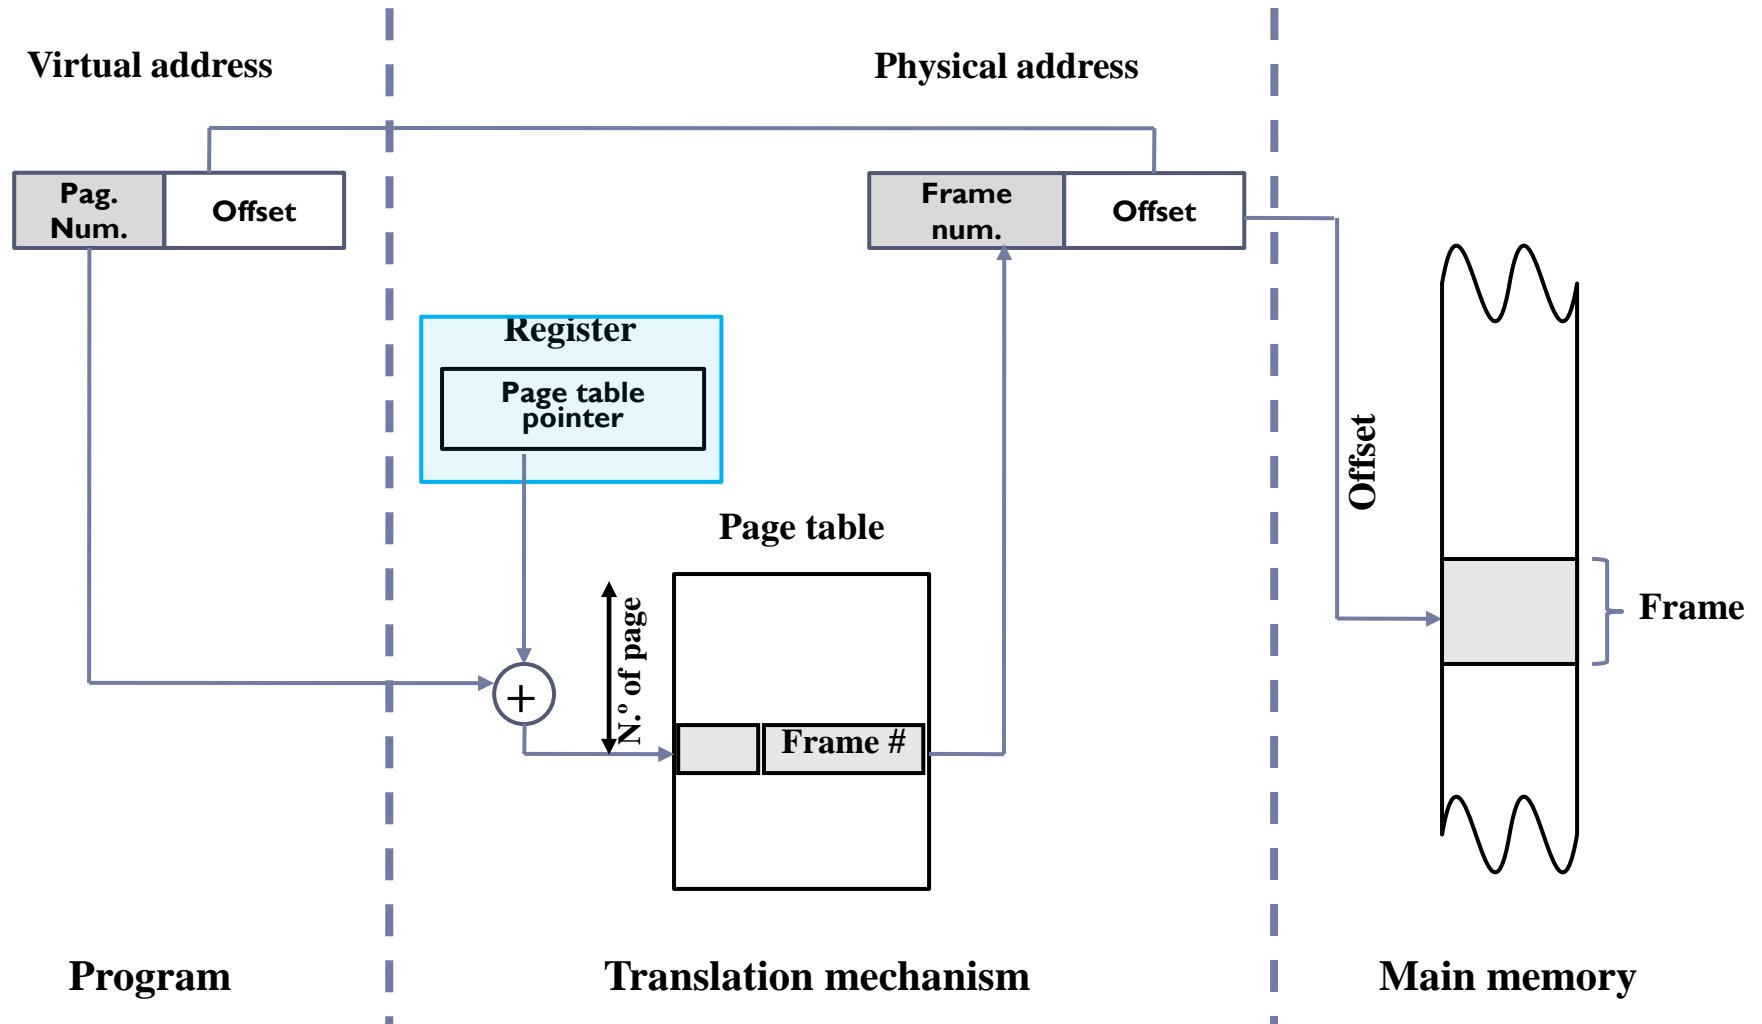 Virtual address
Physical address
Pag.
Num.
Offset
Frame
num.
Offset
Register
Page table
pointer
Offset
Page table
N.º of page
Frame
+
Frame #
Program
Translation mechanism
Main memory